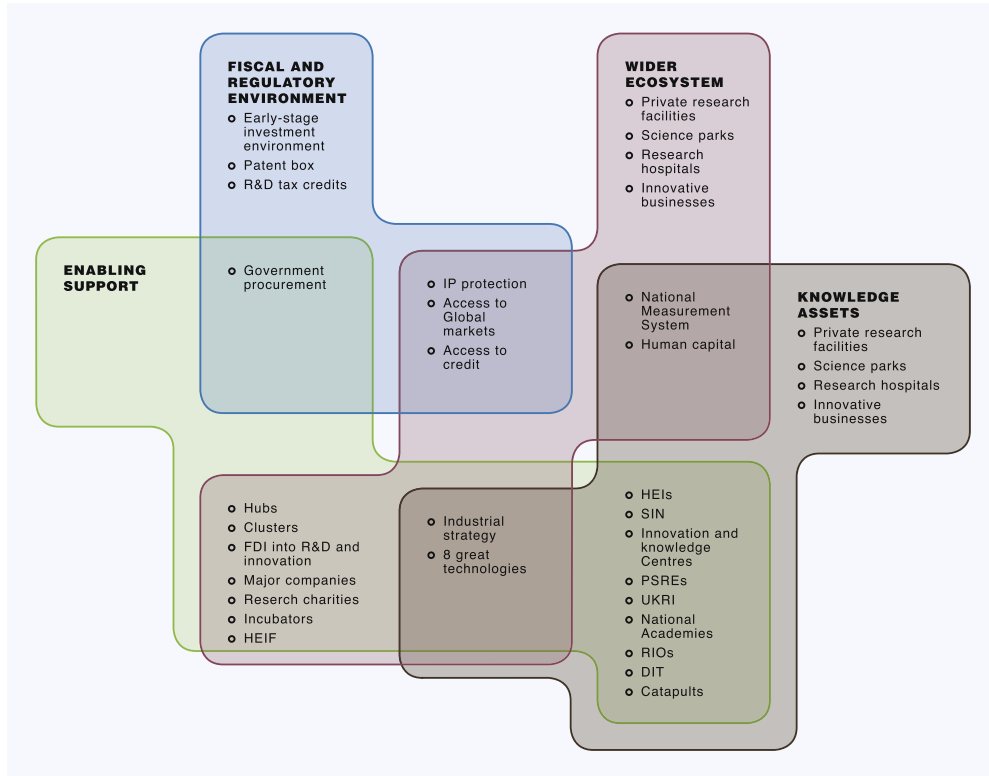 FISCAL AND
REGULATORY
ENVIRONMENT
Early-stage
investment
environment
Patent box
R&D tax credits
WIDER
ECOSYSTEM
Private research
facilities
Science parks
Research
hospitals
Innovative
businesses
ENABLING
SUPPORT
Government
procurement
IP protection
Access to
Global
markets
Access to
credit
National
Measurement
System
Human capital
KNOWLEDGE
ASSETS
Private research
facilities
Science parks
Research hospitals
Innovative
businesses
Hubs
Clusters
FDI into R&D and
innovation
Major companies
Reserch charities
Incubators
HEIF
Industrial
strategy
8 great
technologies
HEIs
SIN
Innovation and
knowledge
Centres
PSREs
UKRI
National
Academies
RIOs
DIT
Catapults